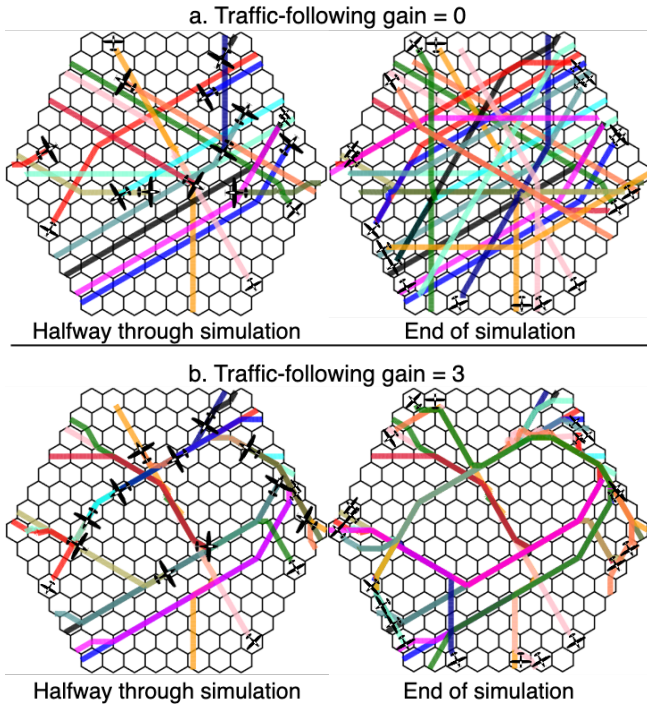 a. Traffic-following gain = 0
Halfway through simulation
End of simulation
b. Traffic-following gain = 3
Halfway through simulation
End of simulation